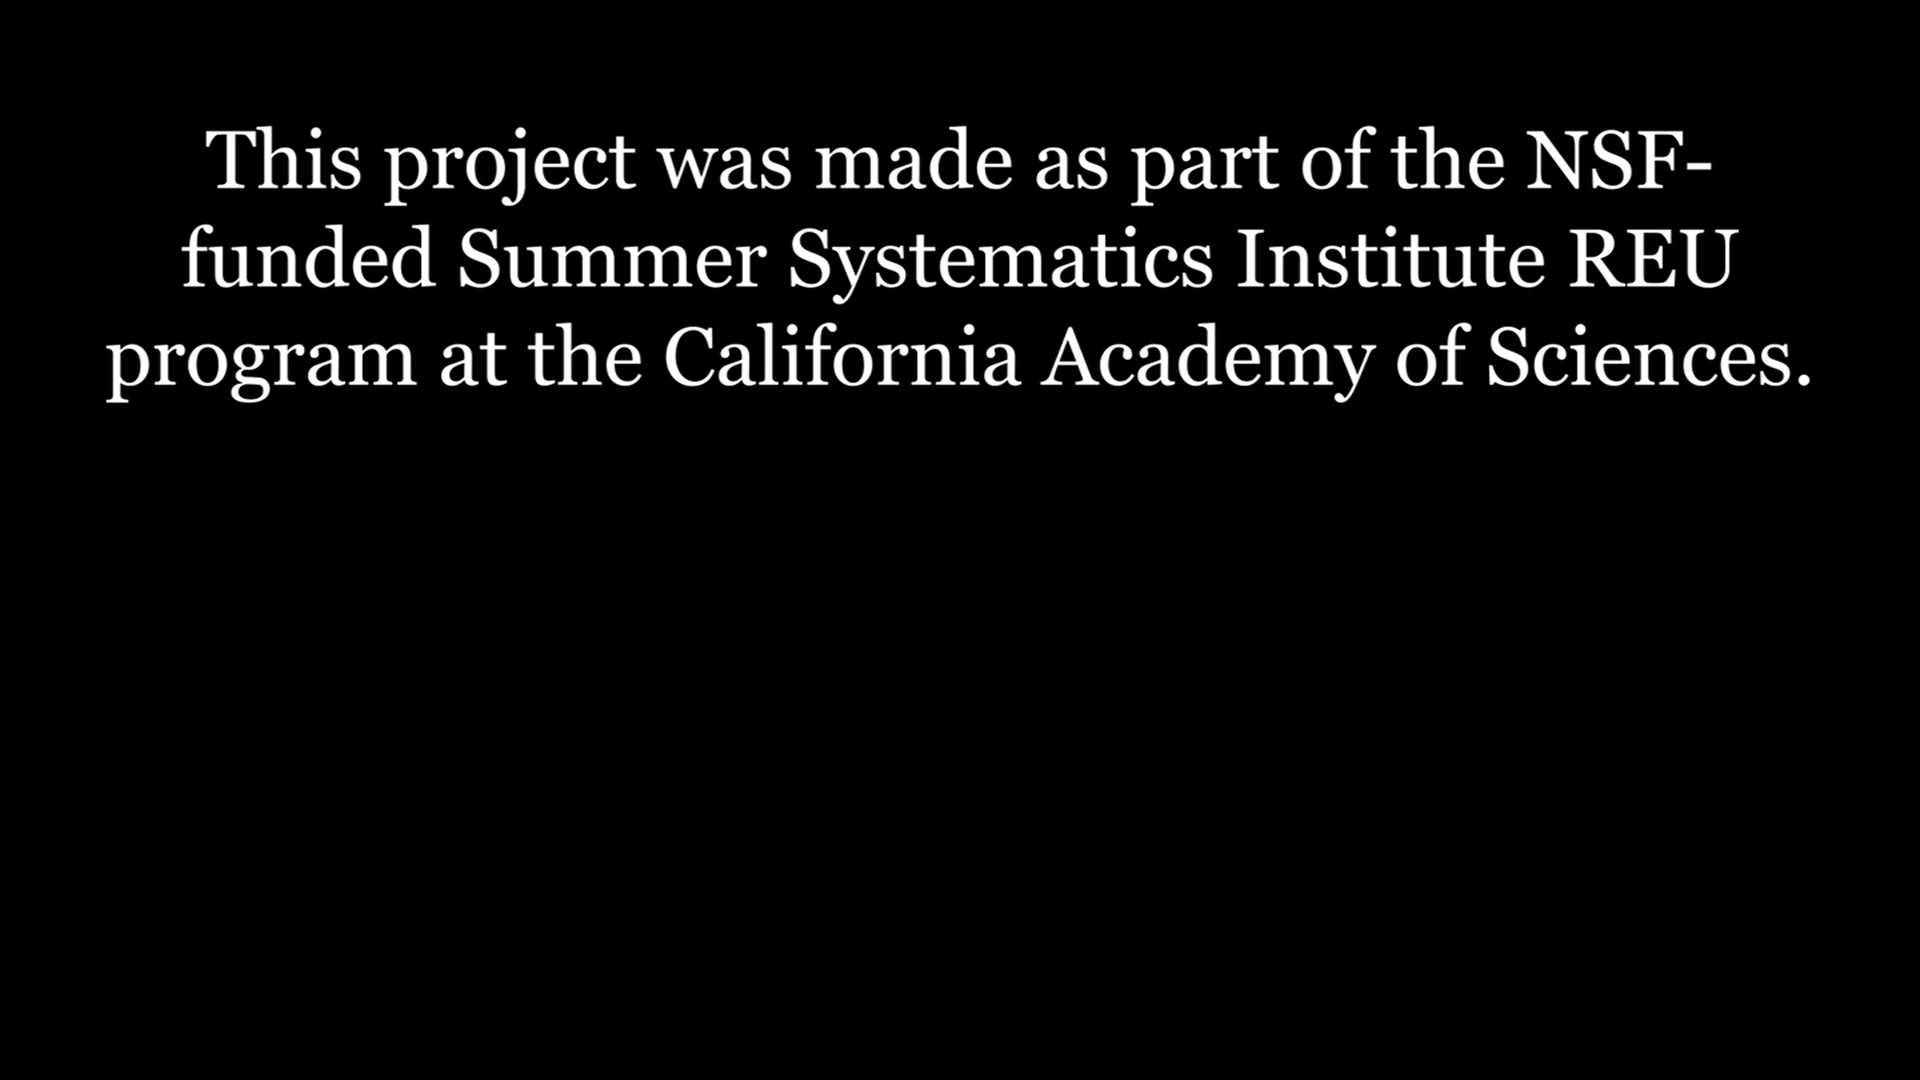 This project was made as part of the NSF-
funded Summer Systematics Institute REU
program at the California Academy of Sciences.